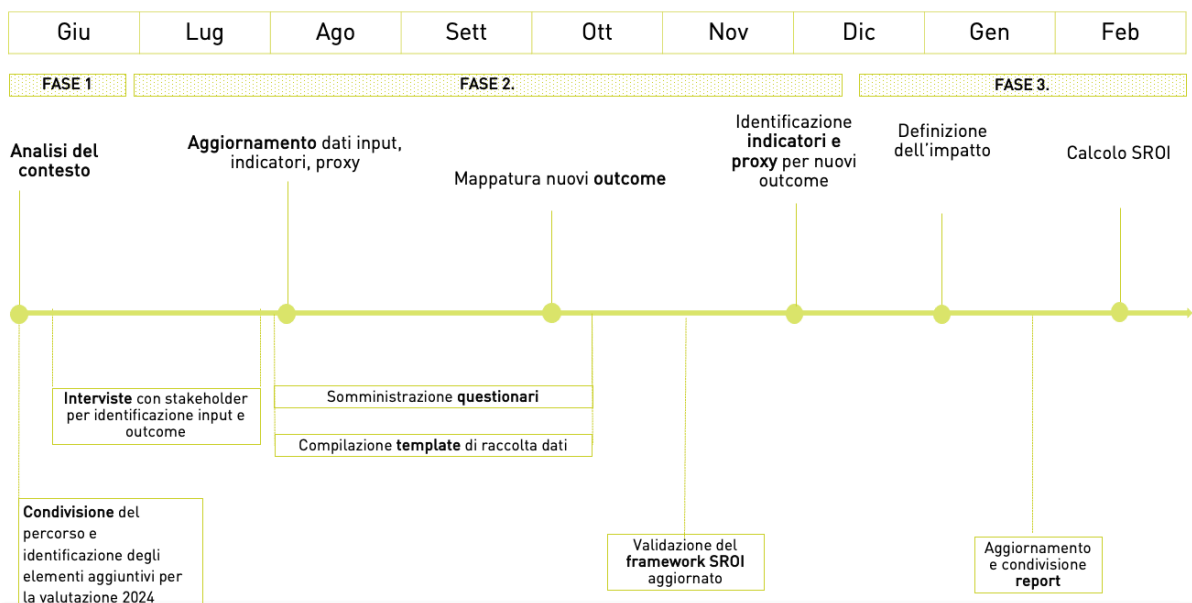 Giu Lug Ago Sett Ott Nov Dic Gen Feb
FASE 1 FASE 2. FASE 3.
Analisi del
contesto
Aggiornamento dati input,
indicatori, proxy
Mappatura nuovi outcome
Identificazione
indicatori e
proxy per nuovi
outcome
Definizione
dell'impatto
Calcolo SROI
Interviste con stakeholder
per identificazione input e
outcome
Somministrazione questionari
Compilazione template di raccolta dati
Condivisione del
percorso e
identificazione degli
elementi aggiuntivi per
la valutazione 2024
Validazione del
framework SROI
aggiornato
Aggiornamento
e condivisione
report